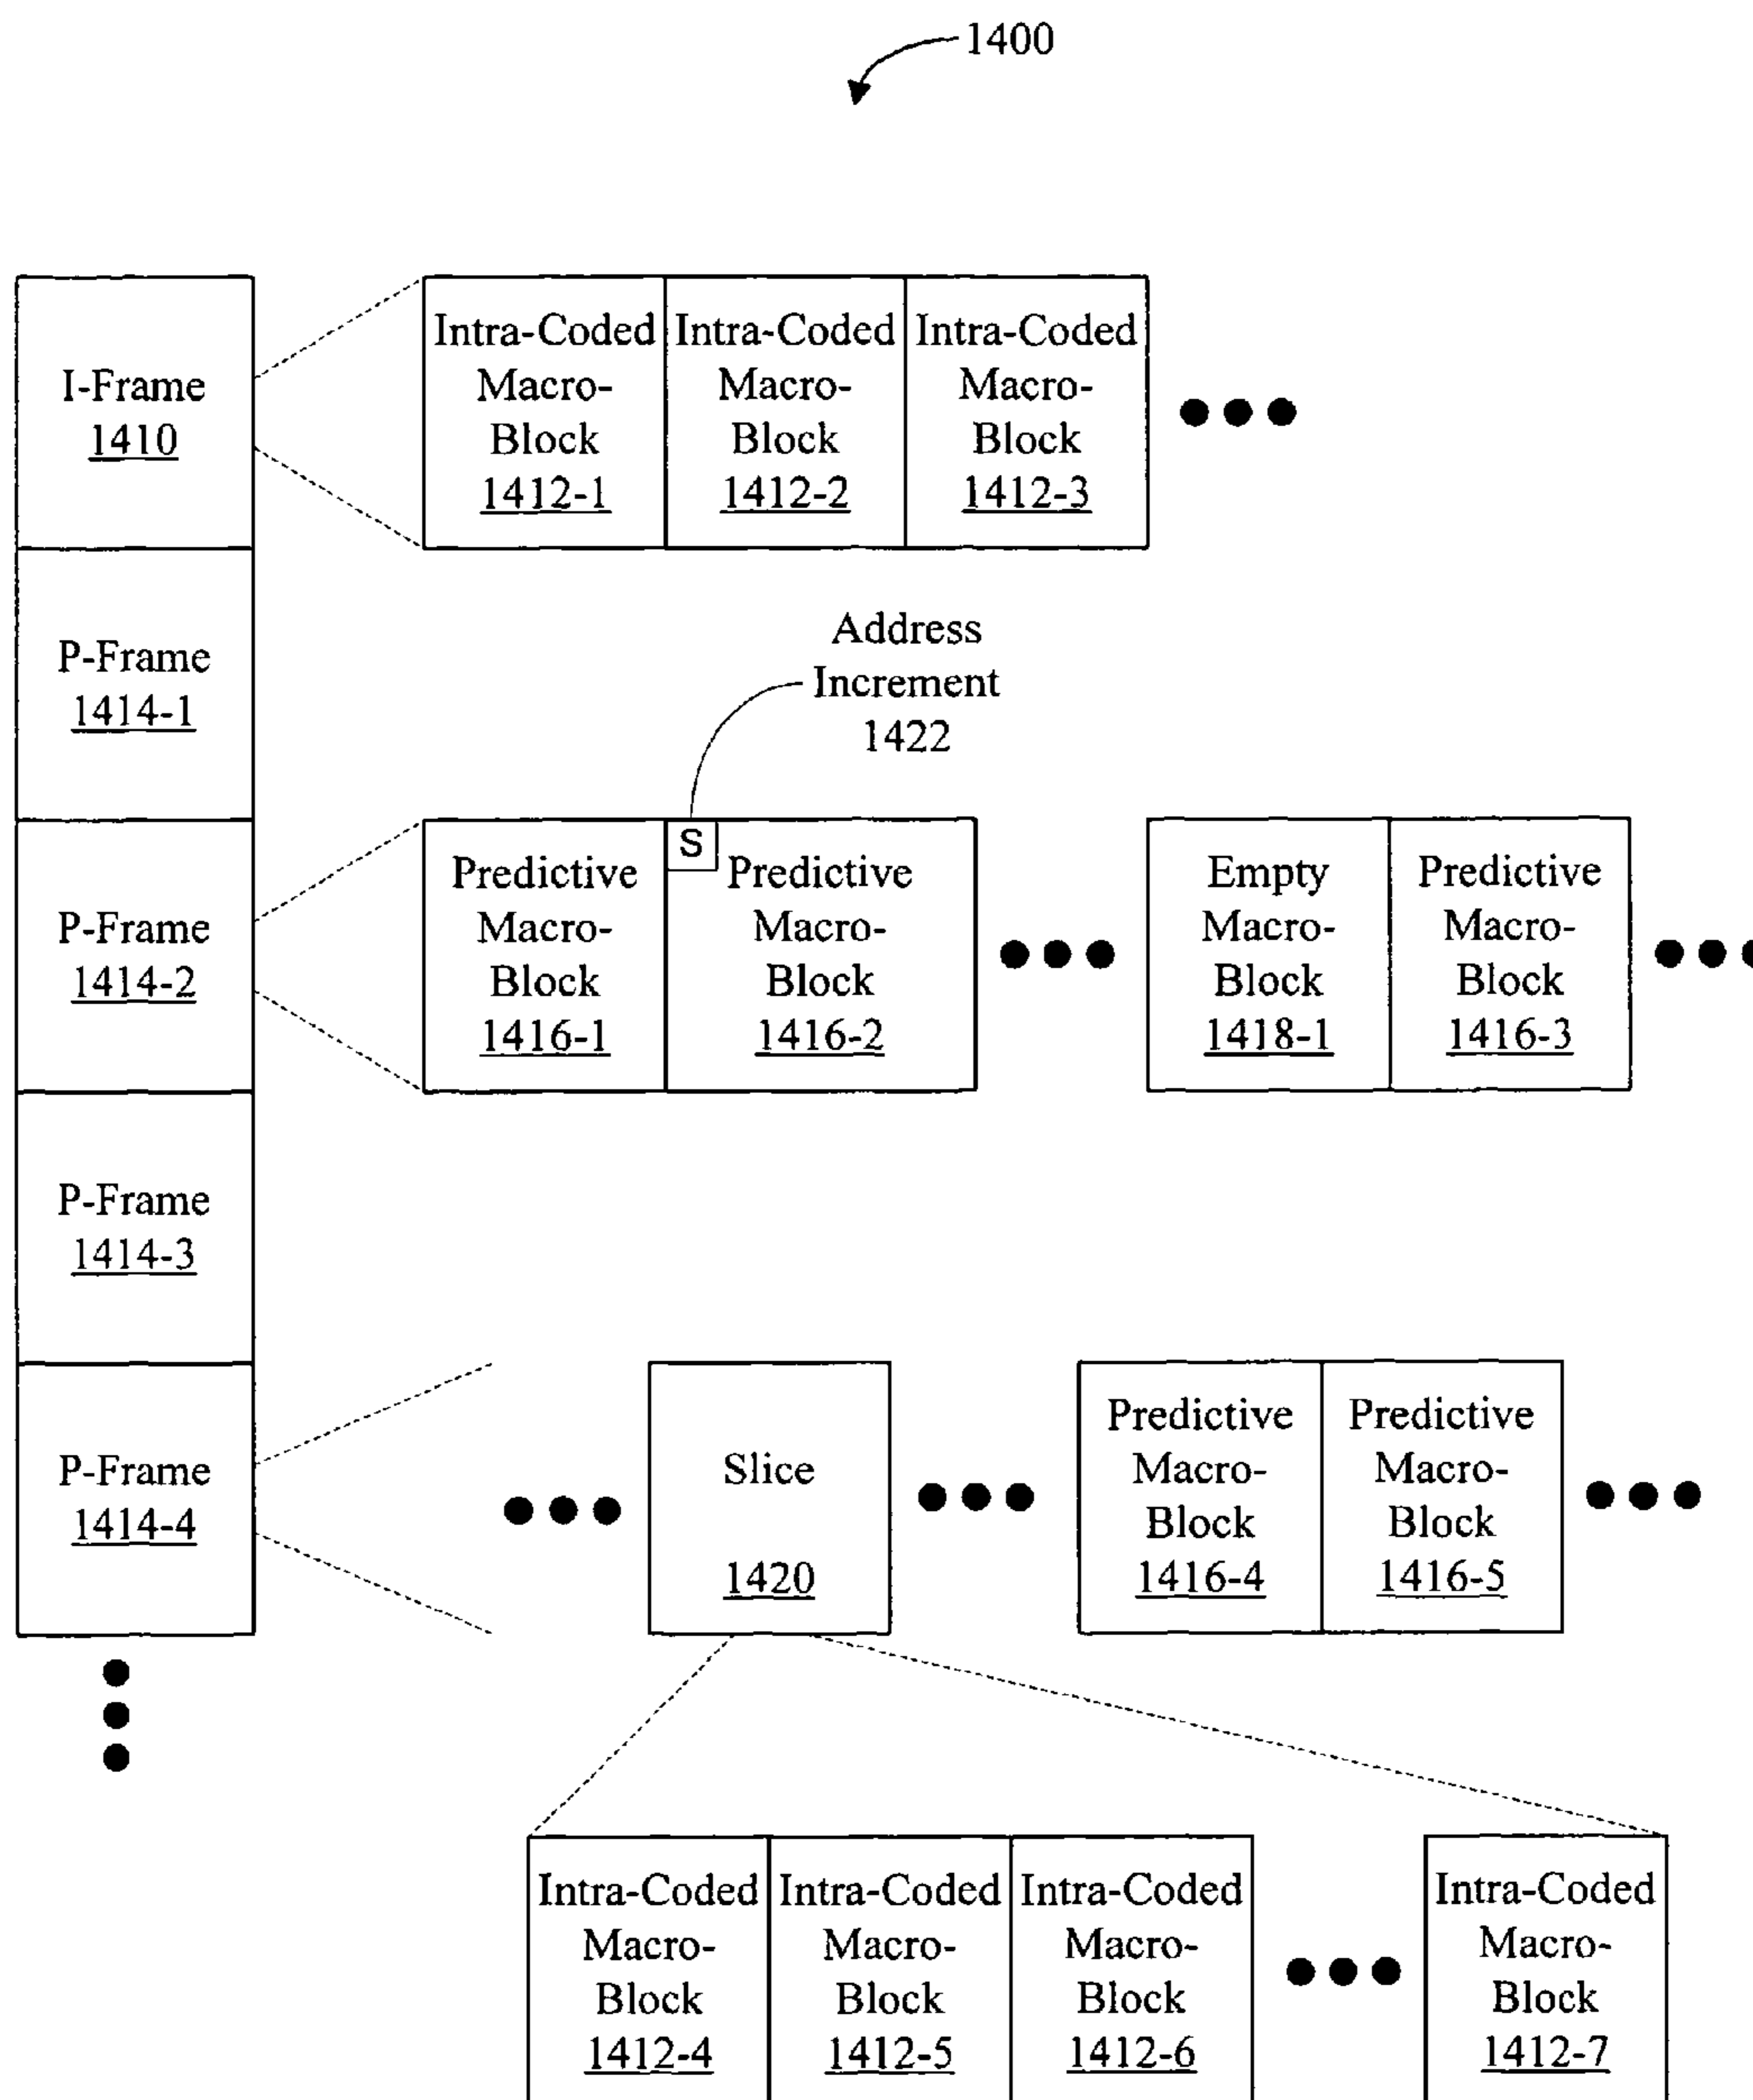 1400
I-Frame
1410
Intra-Coded
Macro-
Block
1412-1
Intra-Coded
Macro-
Block
1412-2
Intra-Coded
Macro-
Block
1412-3
P-Frame
1414-1
Address
Increment
1422
P-Frame
1414-2
Predictive
Macro-
Block
1416-1
S
Predictive
Macro-
Block
1416-2
Empty
Macro-
Block
1418-1
Predictive
Macro-
Block
1416-3
P-Frame
1414-3
P-Frame
1414-4
Slice
1420
Predictive
Macro-
Block
1416-4
Predictive
Macro-
Block
1416-5
Intra-Coded
Macro-
Block
1412-4
Intra-Coded
Macro-
Block
1412-5
Intra-Coded
Macro-
Block
1412-6
Intra-Coded
Macro-
Block
1412-7